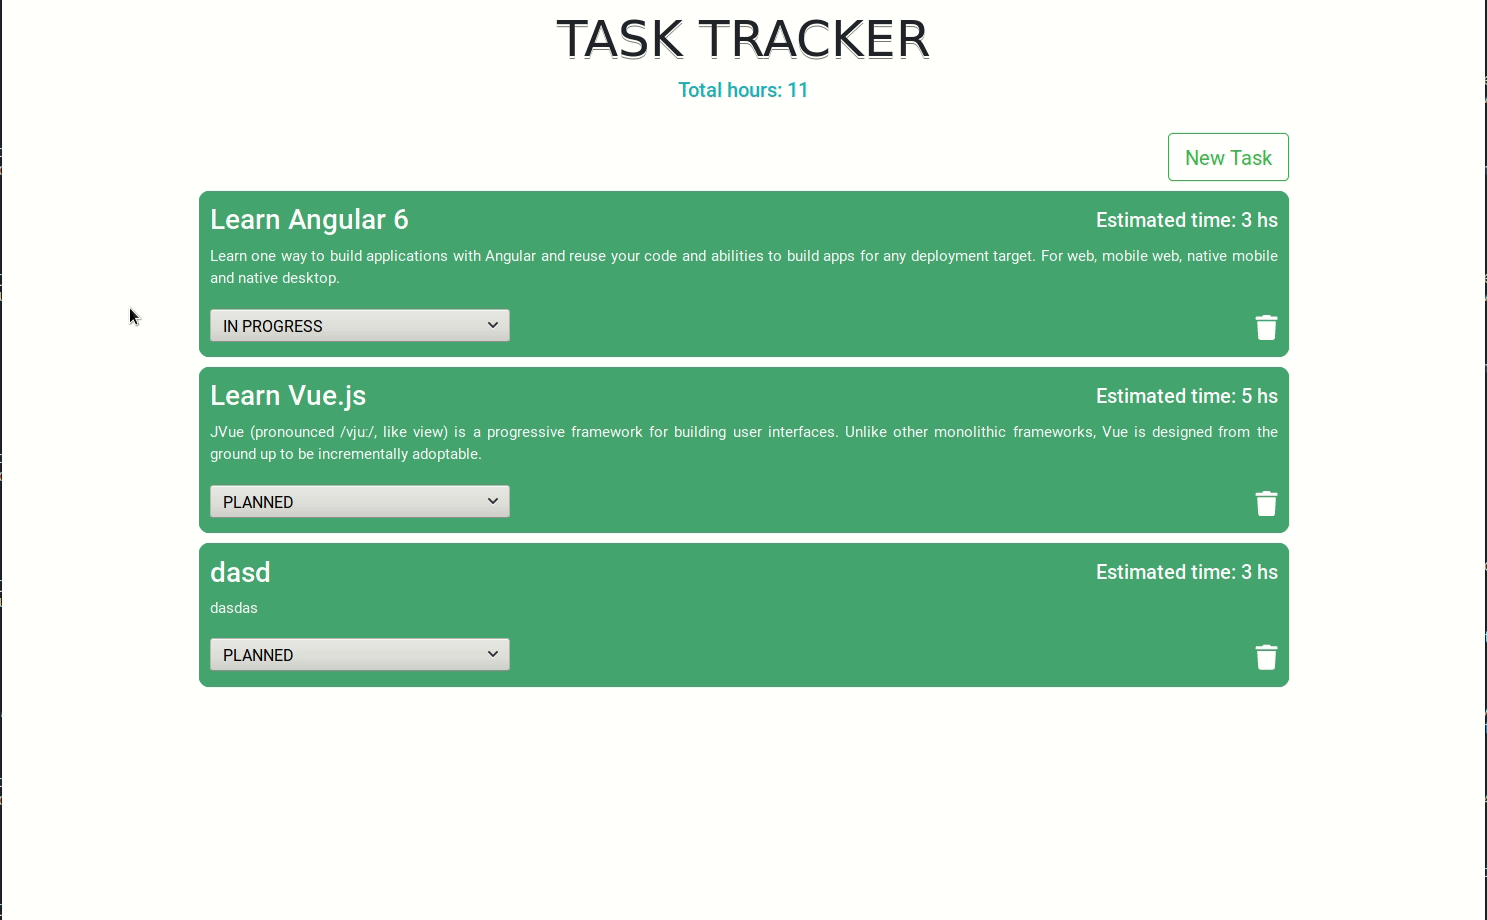 TASK TRACKER
Total hours: 11
New Task
Learn Angular 6
Estimated time: 3 hs
Learn one way to build applications with Angular and reuse your code and abilities to build apps for any deployment target. For web, mobile web, native mobile
and native desktop.
IN PROGRESS
Learn Vue.js
Estimated time: 5 hs
JVue (pronounced /vjuː/, like view) is a progressive framework for building user interfaces. Unlike other monolithic frameworks, Vue is designed from the
ground up to be incrementally adoptable.
PLANNED
dasd
Estimated time: 3 hs
dasdas
PLANNED